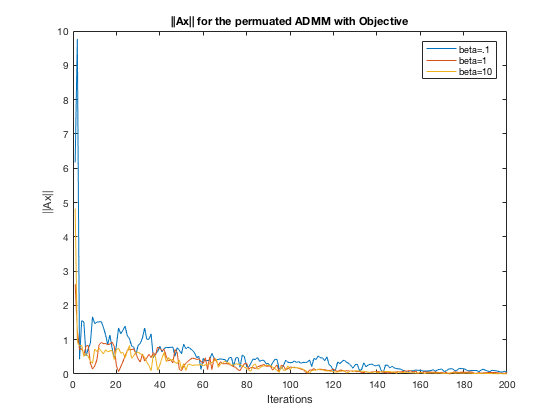 ||Ax|| for the permuated ADMM with Objective
10
9
8
7
6
5
4
3
2
1
0
||Ax||
beta=.1
beta=1
beta=10
0 20 40 60 80 100 120 140 160 180 200
Iterations